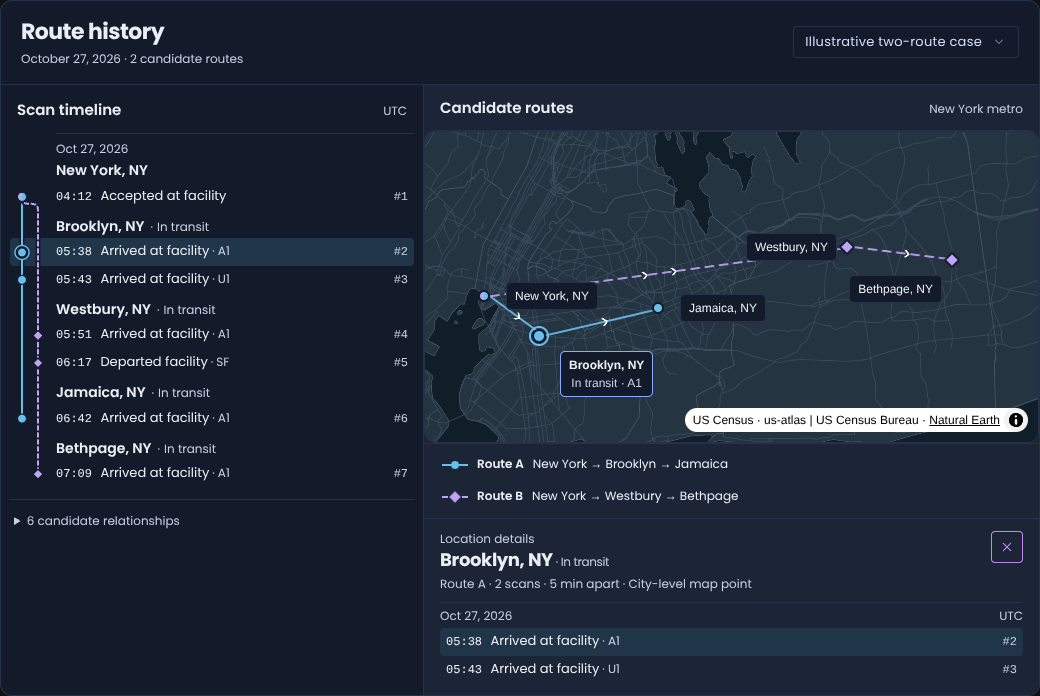 Route history
October 27, 2026 · 2 candidate routes
Illustrative two-route case
Scan timeline
UTC
Oct 27, 2026
New York, NY
04:12 Accepted at facility #1
Brooklyn, NY · In transit
05:38 Arrived at facility · A1 #2
05:43 Arrived at facility · U1 #3
Westbury, NY · In transit
05:51 Arrived at facility · A1 #4
06:17 Departed facility · SF #5
Jamaica, NY · In transit
06:42 Arrived at facility · A1 #6
Bethpage, NY · In transit
07:09 Arrived at facility · A1 #7
6 candidate relationships
Candidate routes
New York metro
Westbury, NY
Bethpage, NY
New York, NY
Jamaica, NY
Brooklyn, NY
In transit · A1
US Census · us-atlas | US Census Bureau · Natural Earth
Route A New York → Brooklyn → Jamaica
Route B New York → Westbury → Bethpage
Location details
Brooklyn, NY · In transit
Route A · 2 scans · 5 min apart · City-level map point
Oct 27, 2026 UTC
05:38 Arrived at facility · A1 #2
05:43 Arrived at facility · U1 #3